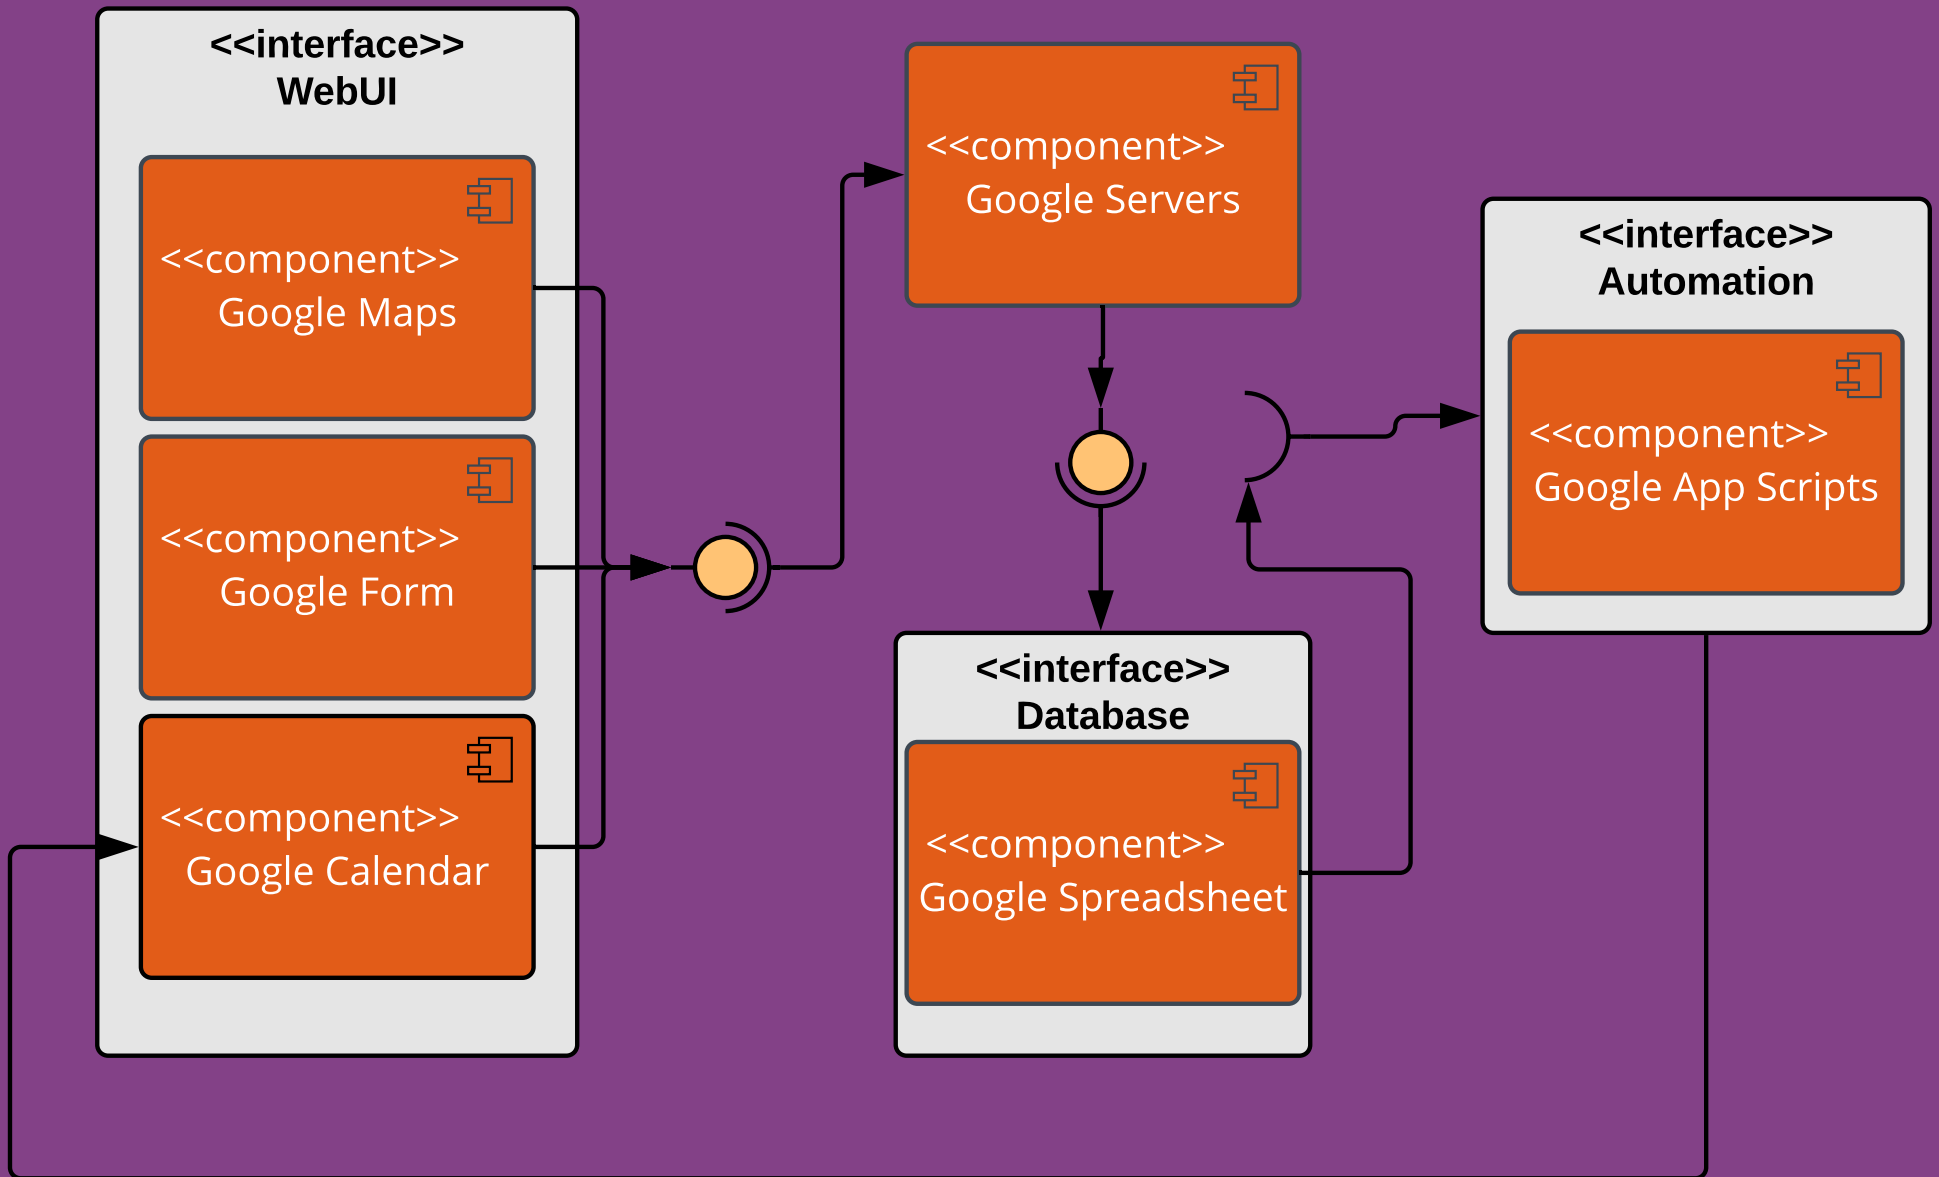 <<interface>>
WebUI
<<component>>
Google Maps
<<component>>
Google Form
<<component>>
Google Calendar
<<component>>
Google Servers
<<interface>>
Database
<<component>>
Google Spreadsheet
<<interface>>
Automation
<<component>>
Google App Scripts